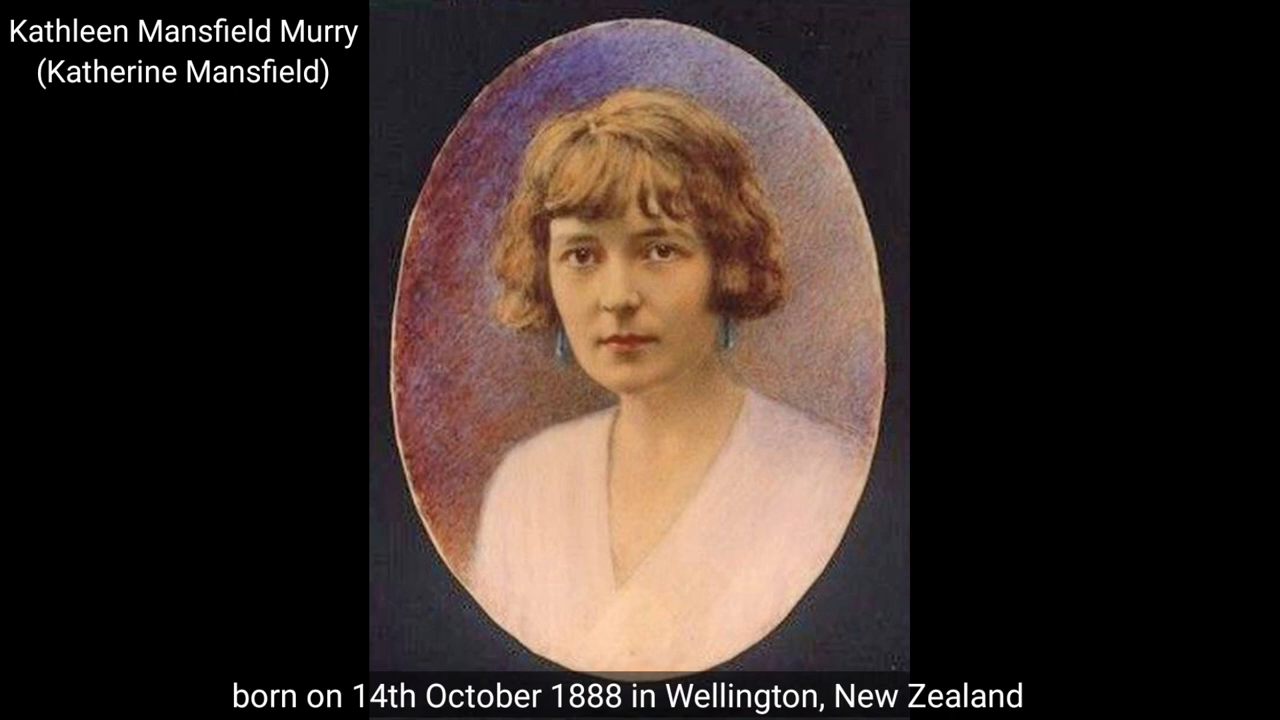 Kathleen Mansfield Murry
(Katherine Mansfield)
born on 14th October 1888 in Wellington, New Zealand